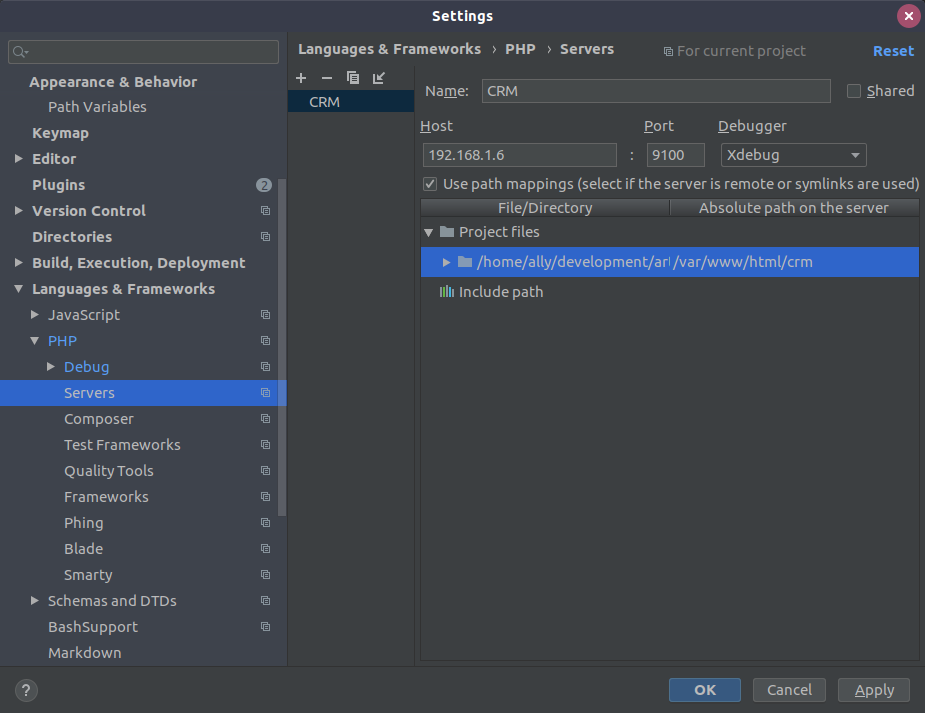 Settings
Languages & Frameworks › PHP › Servers
For current project
Reset
Appearance & Behavior
Path Variables
Keymap
Editor
Plugins 2
Version Control
Directories
Build, Execution, Deployment
Languages & Frameworks
JavaScript
PHP
Debug
Servers
Composer
Test Frameworks
Quality Tools
Frameworks
Phing
Blade
Smarty
Schemas and DTDs
BashSupport
Markdown
CRM
Name: CRM
Shared
Host Port Debugger
192.168.1.6 : 9100 Xdebug
Use path mappings (select if the server is remote or symlinks are used)
File/Directory Absolute path on the server
Project files
/home/ally/development/ar /var/www/html/crm
Include path
? OK Cancel Apply